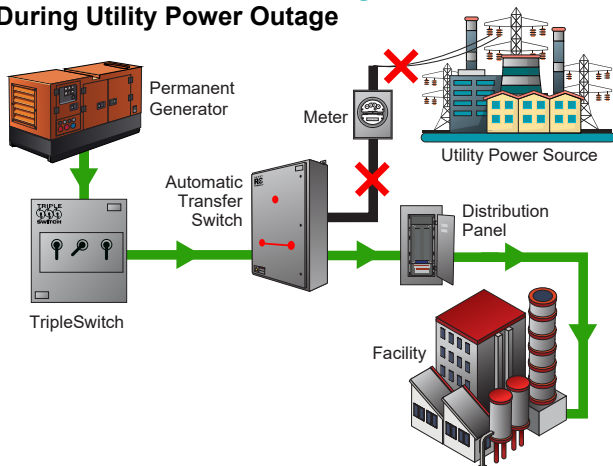 During Utility Power Outage
Permanent
Generator
Meter
Utility Power Source
Automatic
Transfer
Switch
Distribution
Panel
TRIPLE
SWITCH
TripleSwitch
Facility